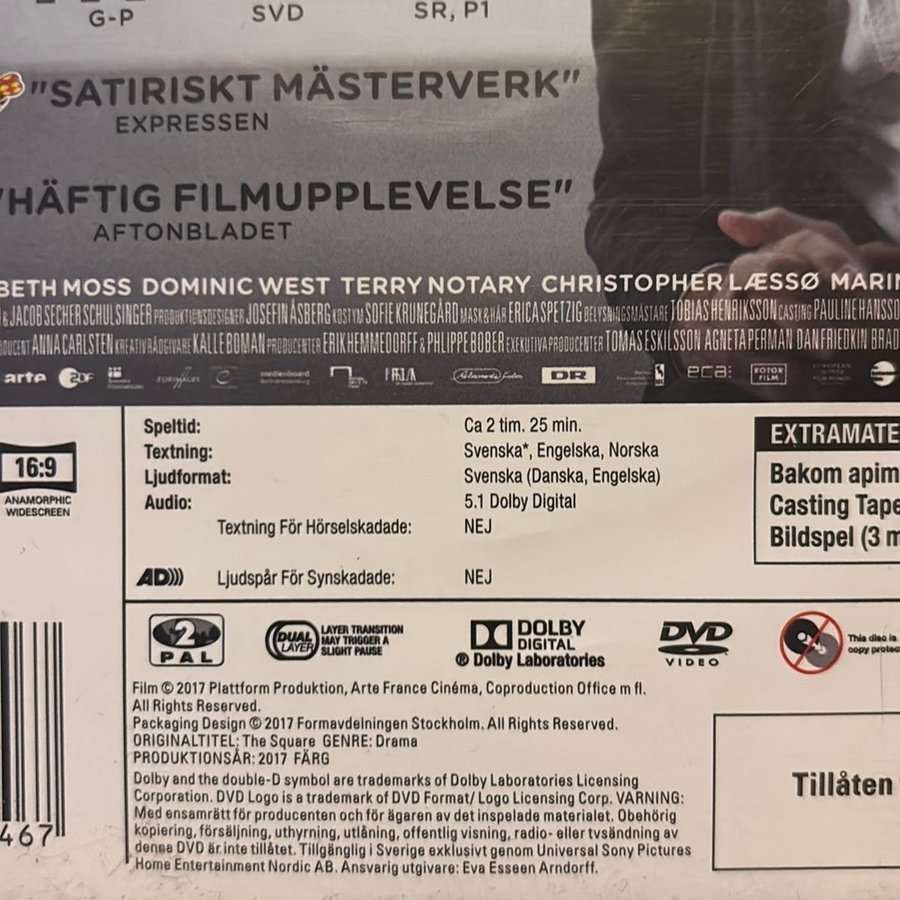 G-P SVD SR, P1
"SATIRISKT MÄSTERVERK"
EXPRESSEN
"HÄFTIG FILMUPPLEVELSE"
AFTONBLADET
BETH MOSS DOMINIC WEST TERRY NOTARY CHRISTOPHER LÆSSØ MARIN
& JACOB SECHER SCHULSINGER PRODUKTIONSDESIGNER JOSEFIN ÅSBERG KOSTYM SOFIE KRUNEGÅRD MASK & HÅR ERICA SPETZIG BELYSNINGSMÄSTARE TOBIAS HENRIKSSON CASTING PAULINE HANSSO
DUCENT ANNA CARLSTEN KREATIV RÅDGIVARE KALLE BOMAN PRODUCENTER ERIK HEMMEDORFF & PHILIPPE BOBER EXEKUTIVA PRODUCENTER TOMAS ESKILSSON AGNETA PERMAN DAN FRIEDKIN BRAD
arte ZDF medienboard DR eca: ROTOR FILM
16:9
ANAMORPHIC
WIDESCREEN
Speltid: Ca 2 tim. 25 min.
Textning: Svenska*, Engelska, Norska
Ljudformat: Svenska (Danska, Engelska)
Audio: 5.1 Dolby Digital
Textning För Hörselskadade: NEJ
AD))) Ljudspår För Synskadade: NEJ
EXTRAMATE
Bakom apim
Casting Tape
Bildspel (3 m
2
PAL
DUAL LAYER
LAYER TRANSITION
MAY TRIGGER A
SLIGHT PAUSE
DOLBY
DIGITAL
® Dolby Laboratories
DVD
VIDEO
This disc is
copy protec
Film © 2017 Plattform Produktion, Arte France Cinéma, Coproduction Office m fl.
All Rights Reserved.
Packaging Design © 2017 Formavdelningen Stockholm. All Rights Reserved.
ORIGINALTITEL: The Square GENRE: Drama
PRODUKTIONSÅR: 2017 FÄRG
Dolby and the double-D symbol are trademarks of Dolby Laboratories Licensing
Corporation. DVD Logo is a trademark of DVD Format/ Logo Licensing Corp. VARNING:
Med ensamrätt för producenten och för ägaren av det inspelade materialet. Obehörig
kopiering, försäljning, uthyrning, utlåning, offentlig visning, radio- eller tvsändning av
denna DVD är inte tillåtet. Tillgänglig i Sverige exklusivt genom Universal Sony Pictures
Home Entertainment Nordic AB. Ansvarig utgivare: Eva Esseen Arndorff.
467
Tillåten